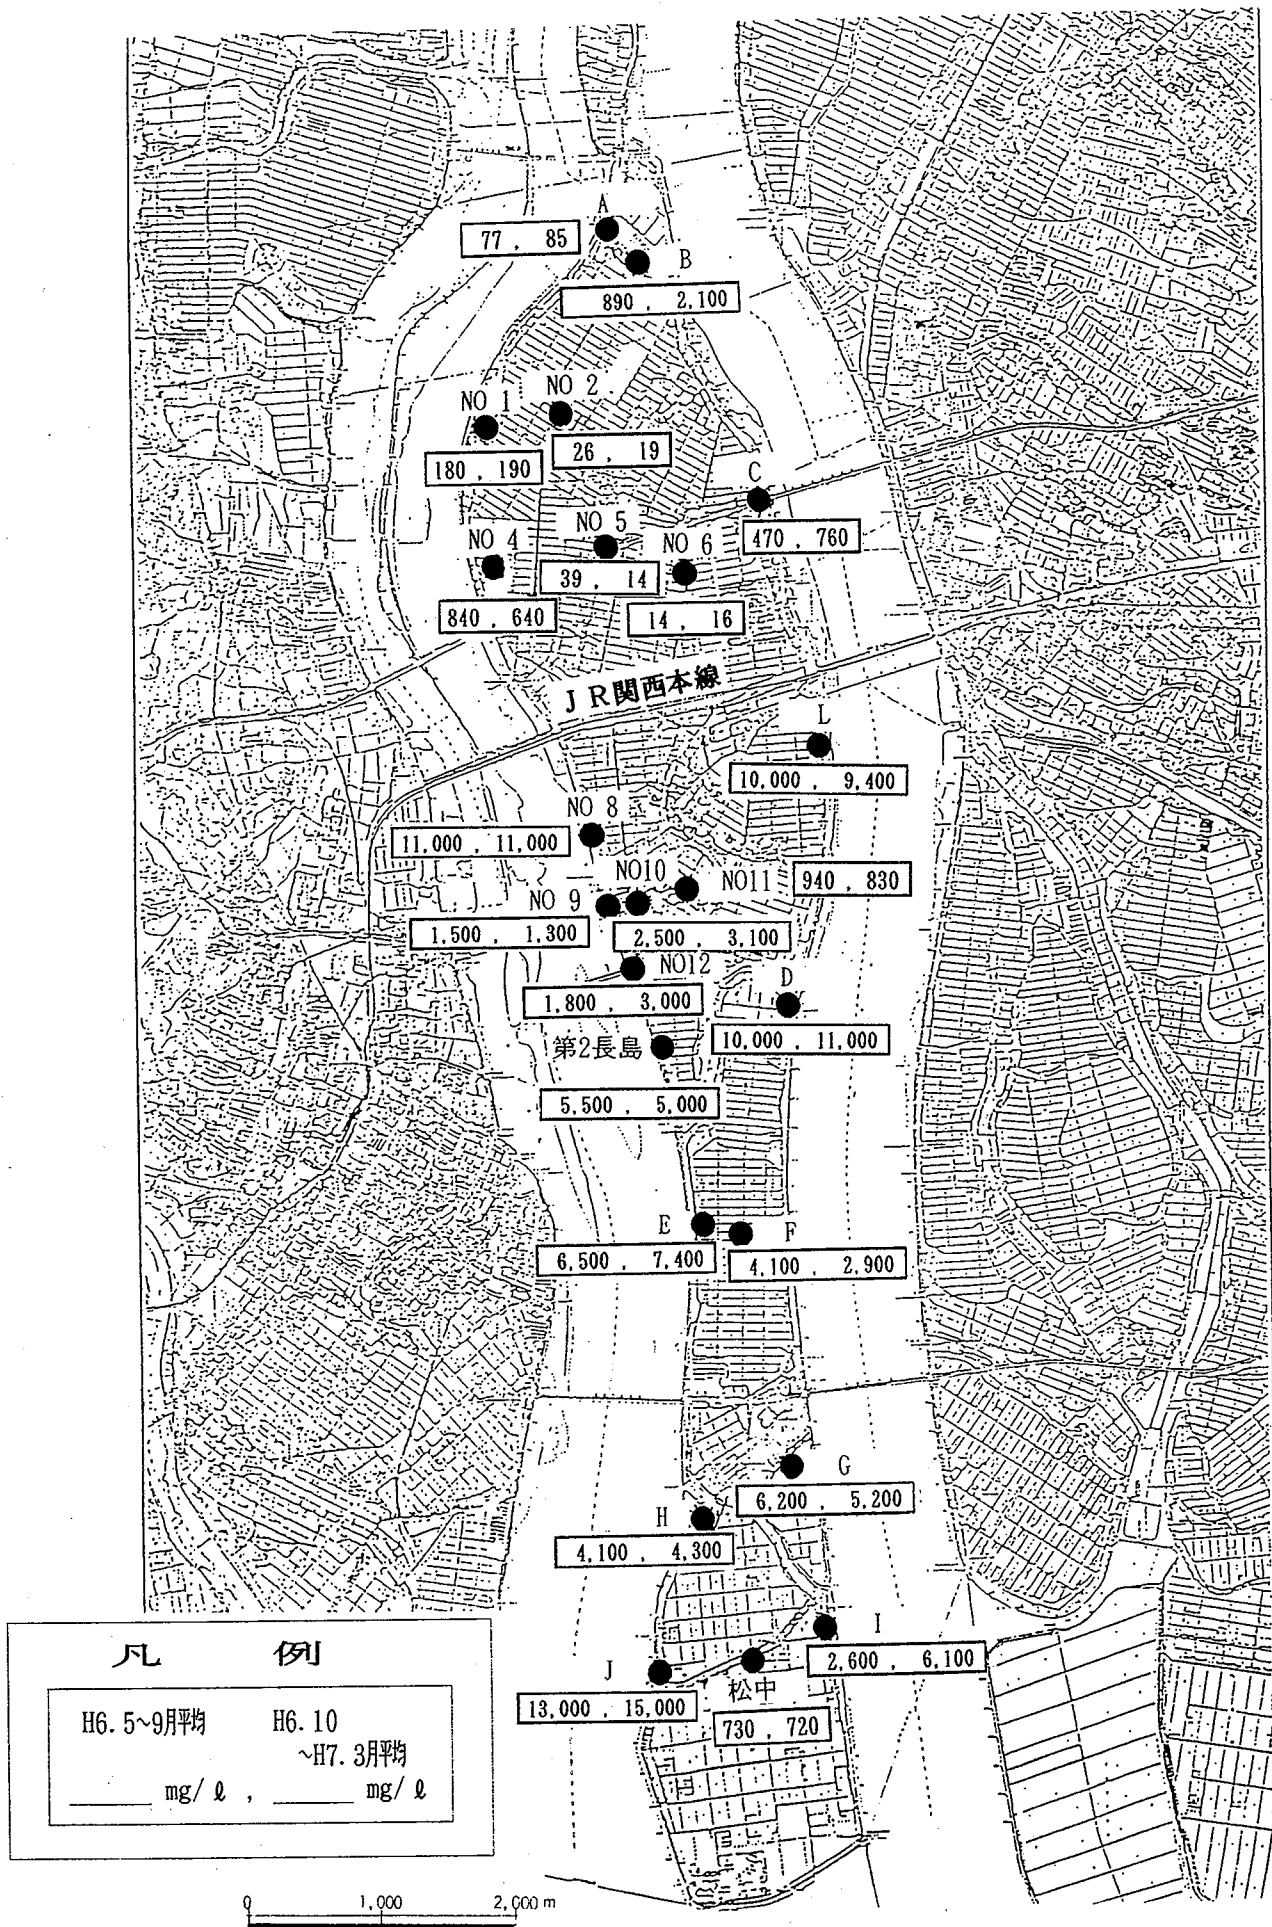 A
77 , 85
B
890 , 2,100
NO 1
NO 2
180 , 190
26 , 19
C
470 , 760
NO 4
NO 5
NO 6
39 , 14
840 , 640
14 , 16
JR関西本線
L
10,000 , 9,400
NO 8
11,000 , 11,000
NO10
NO11
940 , 830
NO 9
1,500 , 1,300
2,500 , 3,100
NO12
1,800 , 3,000
D
10,000 , 11,000
第2長島
5,500 , 5,000
E
F
6,500 , 7,400
4,100 , 2,900
G
6,200 , 5,200
H
4,100 , 4,300
I
2,600 , 6,100
J
13,000 , 15,000
松中
730 , 720
凡 例
H6.5~9月平均 H6.10
~H7.3月平均
______ mg/ℓ , ______ mg/ℓ
0 1,000 2,000 m